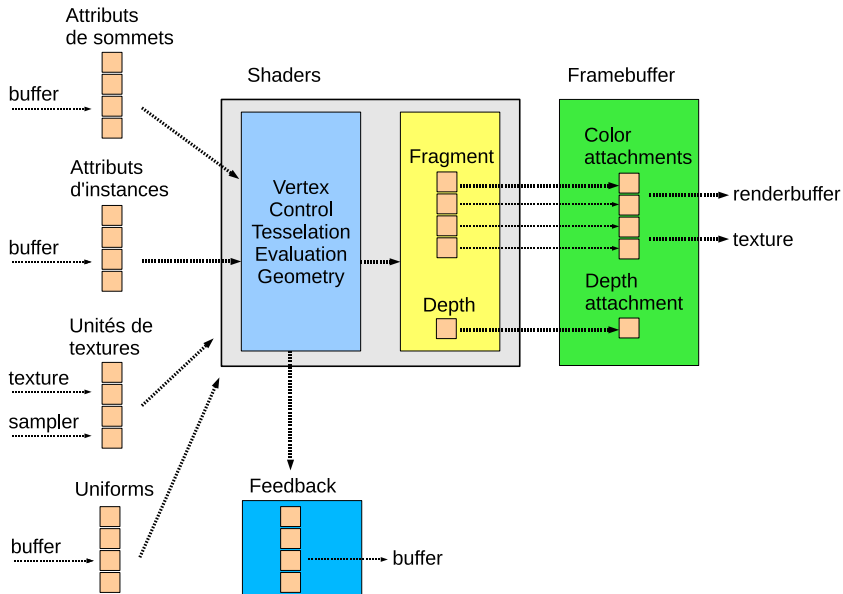 Attributs
de sommets
buffer
Attributs
d'instances
buffer
Unités de
textures
texture
sampler
Uniforms
buffer
Shaders
Vertex
Control
Tesselation
Evaluation
Geometry
Fragment
Depth
Feedback
buffer
Framebuffer
Color
attachments
Depth
attachment
renderbuffer
texture